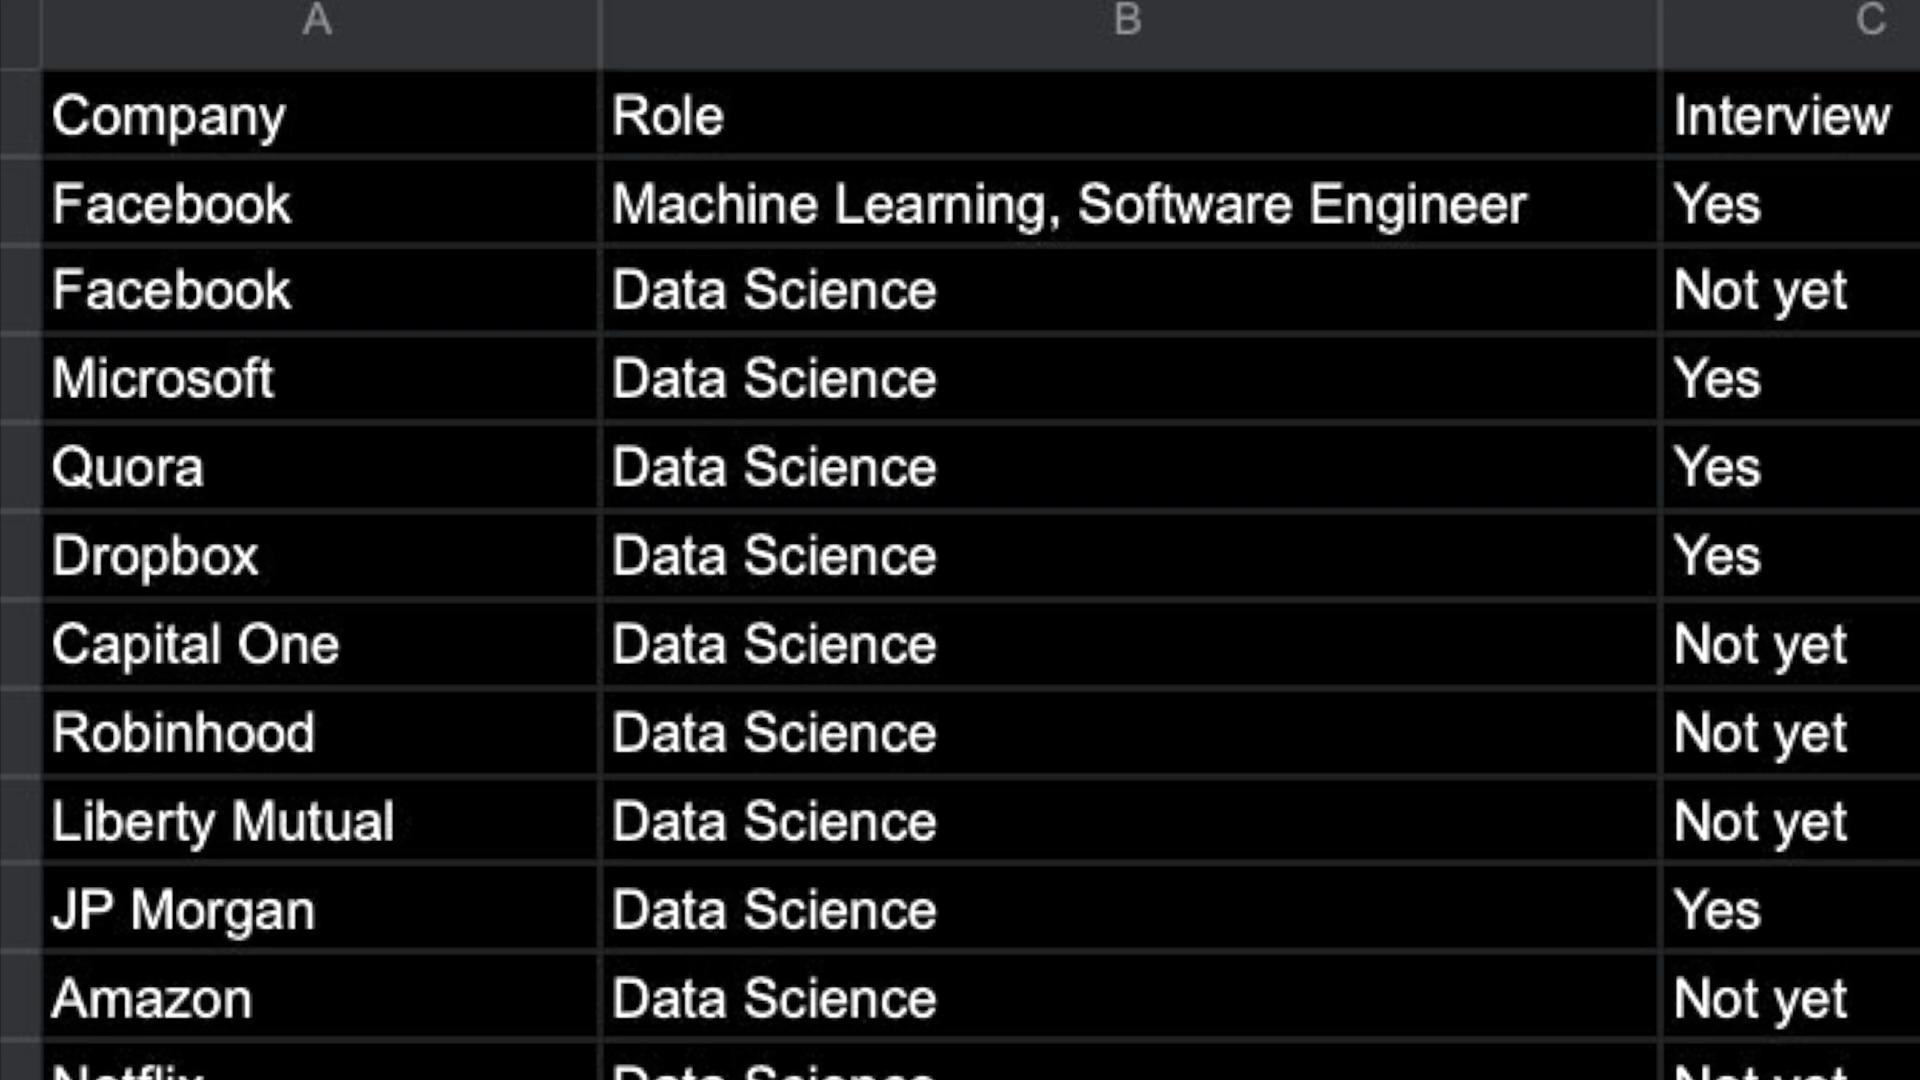 A B C
Company Role Interview
Facebook Machine Learning, Software Engineer Yes
Facebook Data Science Not yet
Microsoft Data Science Yes
Quora Data Science Yes
Dropbox Data Science Yes
Capital One Data Science Not yet
Robinhood Data Science Not yet
Liberty Mutual Data Science Not yet
JP Morgan Data Science Yes
Amazon Data Science Not yet
Netflix Data Science Not yet